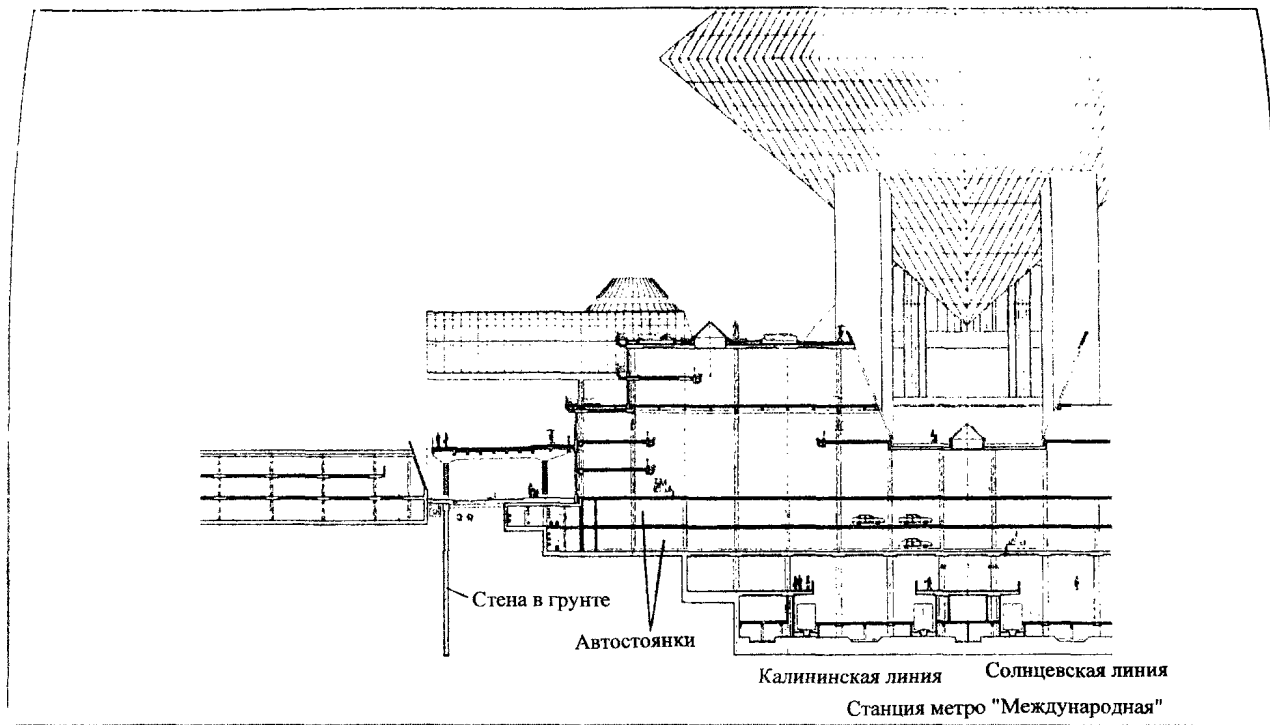 Стена в грунте
Автостоянки
Калининская линия
Солнцевская линия
Станция метро "Международная"